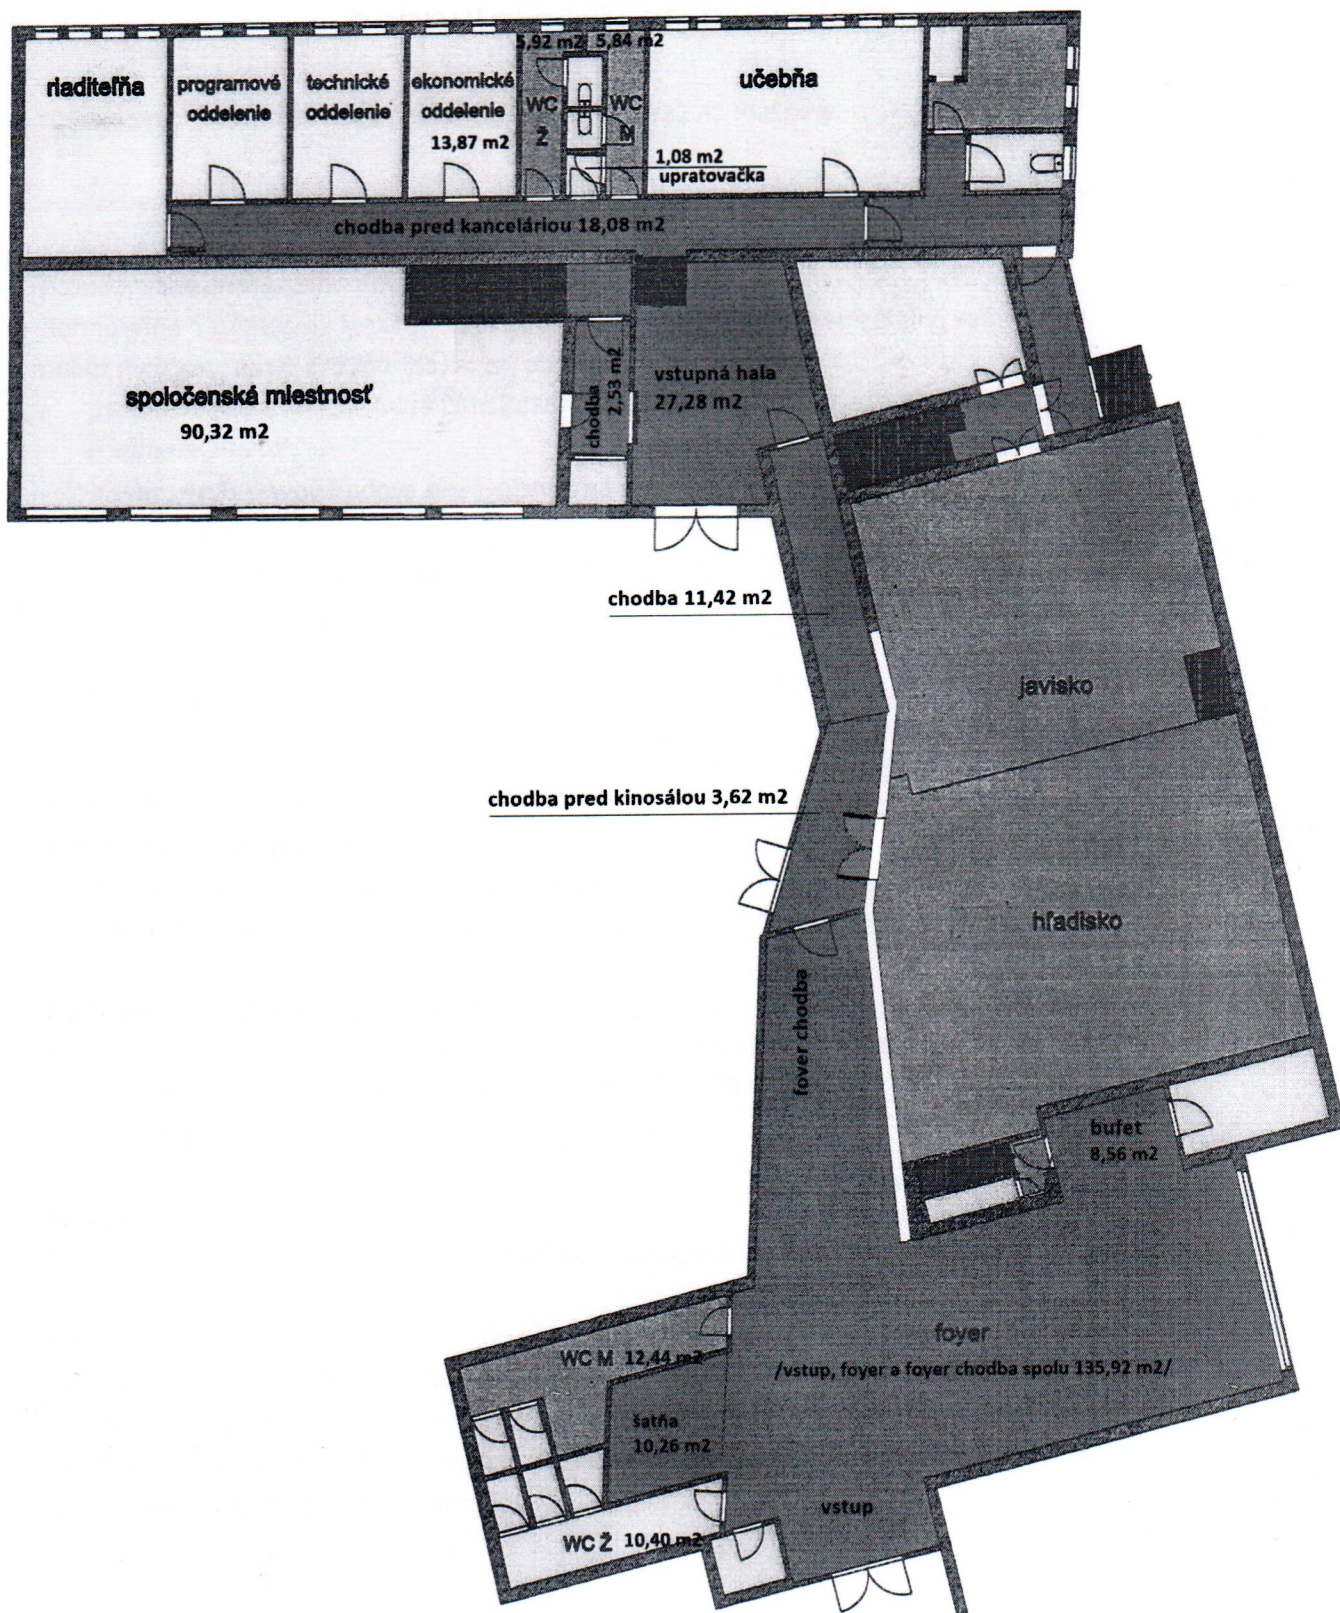 5,92 m2
5,84 m2
riaditeľňa
programové
oddelenie
technické
oddelenie
ekonomické
oddelenie
13,87 m2
WC
Ž
WC
M
učebňa
1,08 m2
upratovačka
chodba pred kanceláriou 18,08 m2
spoločenská miestnosť
90,32 m2
chodba
2,53 m2
vstupná hala
27,28 m2
chodba 11,42 m2
javisko
chodba pred kinosálou 3,62 m2
hľadisko
foyer chodba
bufet
8,56 m2
foyer
/vstup, foyer a foyer chodba spolu 135,92 m2/
WC M 12,44 m2
šatňa
10,26 m2
vstup
WC Ž 10,40 m2